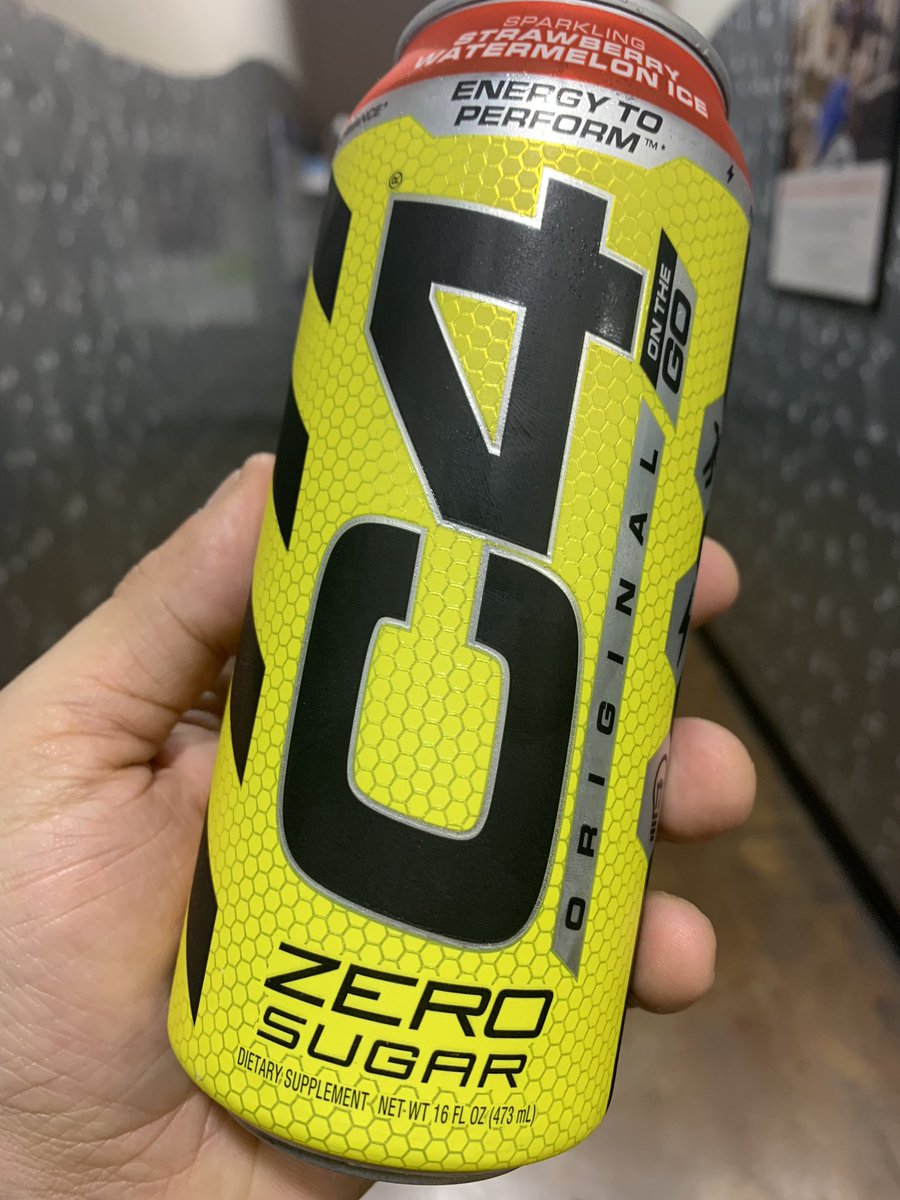 SPARKLING
STRAWBERRY
WATERMELON ICE
ENERGY TO
PERFORM™*
C4®
ON THE
GO
ORIGINAL
ZERO
SUGAR
DIETARY SUPPLEMENT NET WT 16 FL OZ (473 mL)